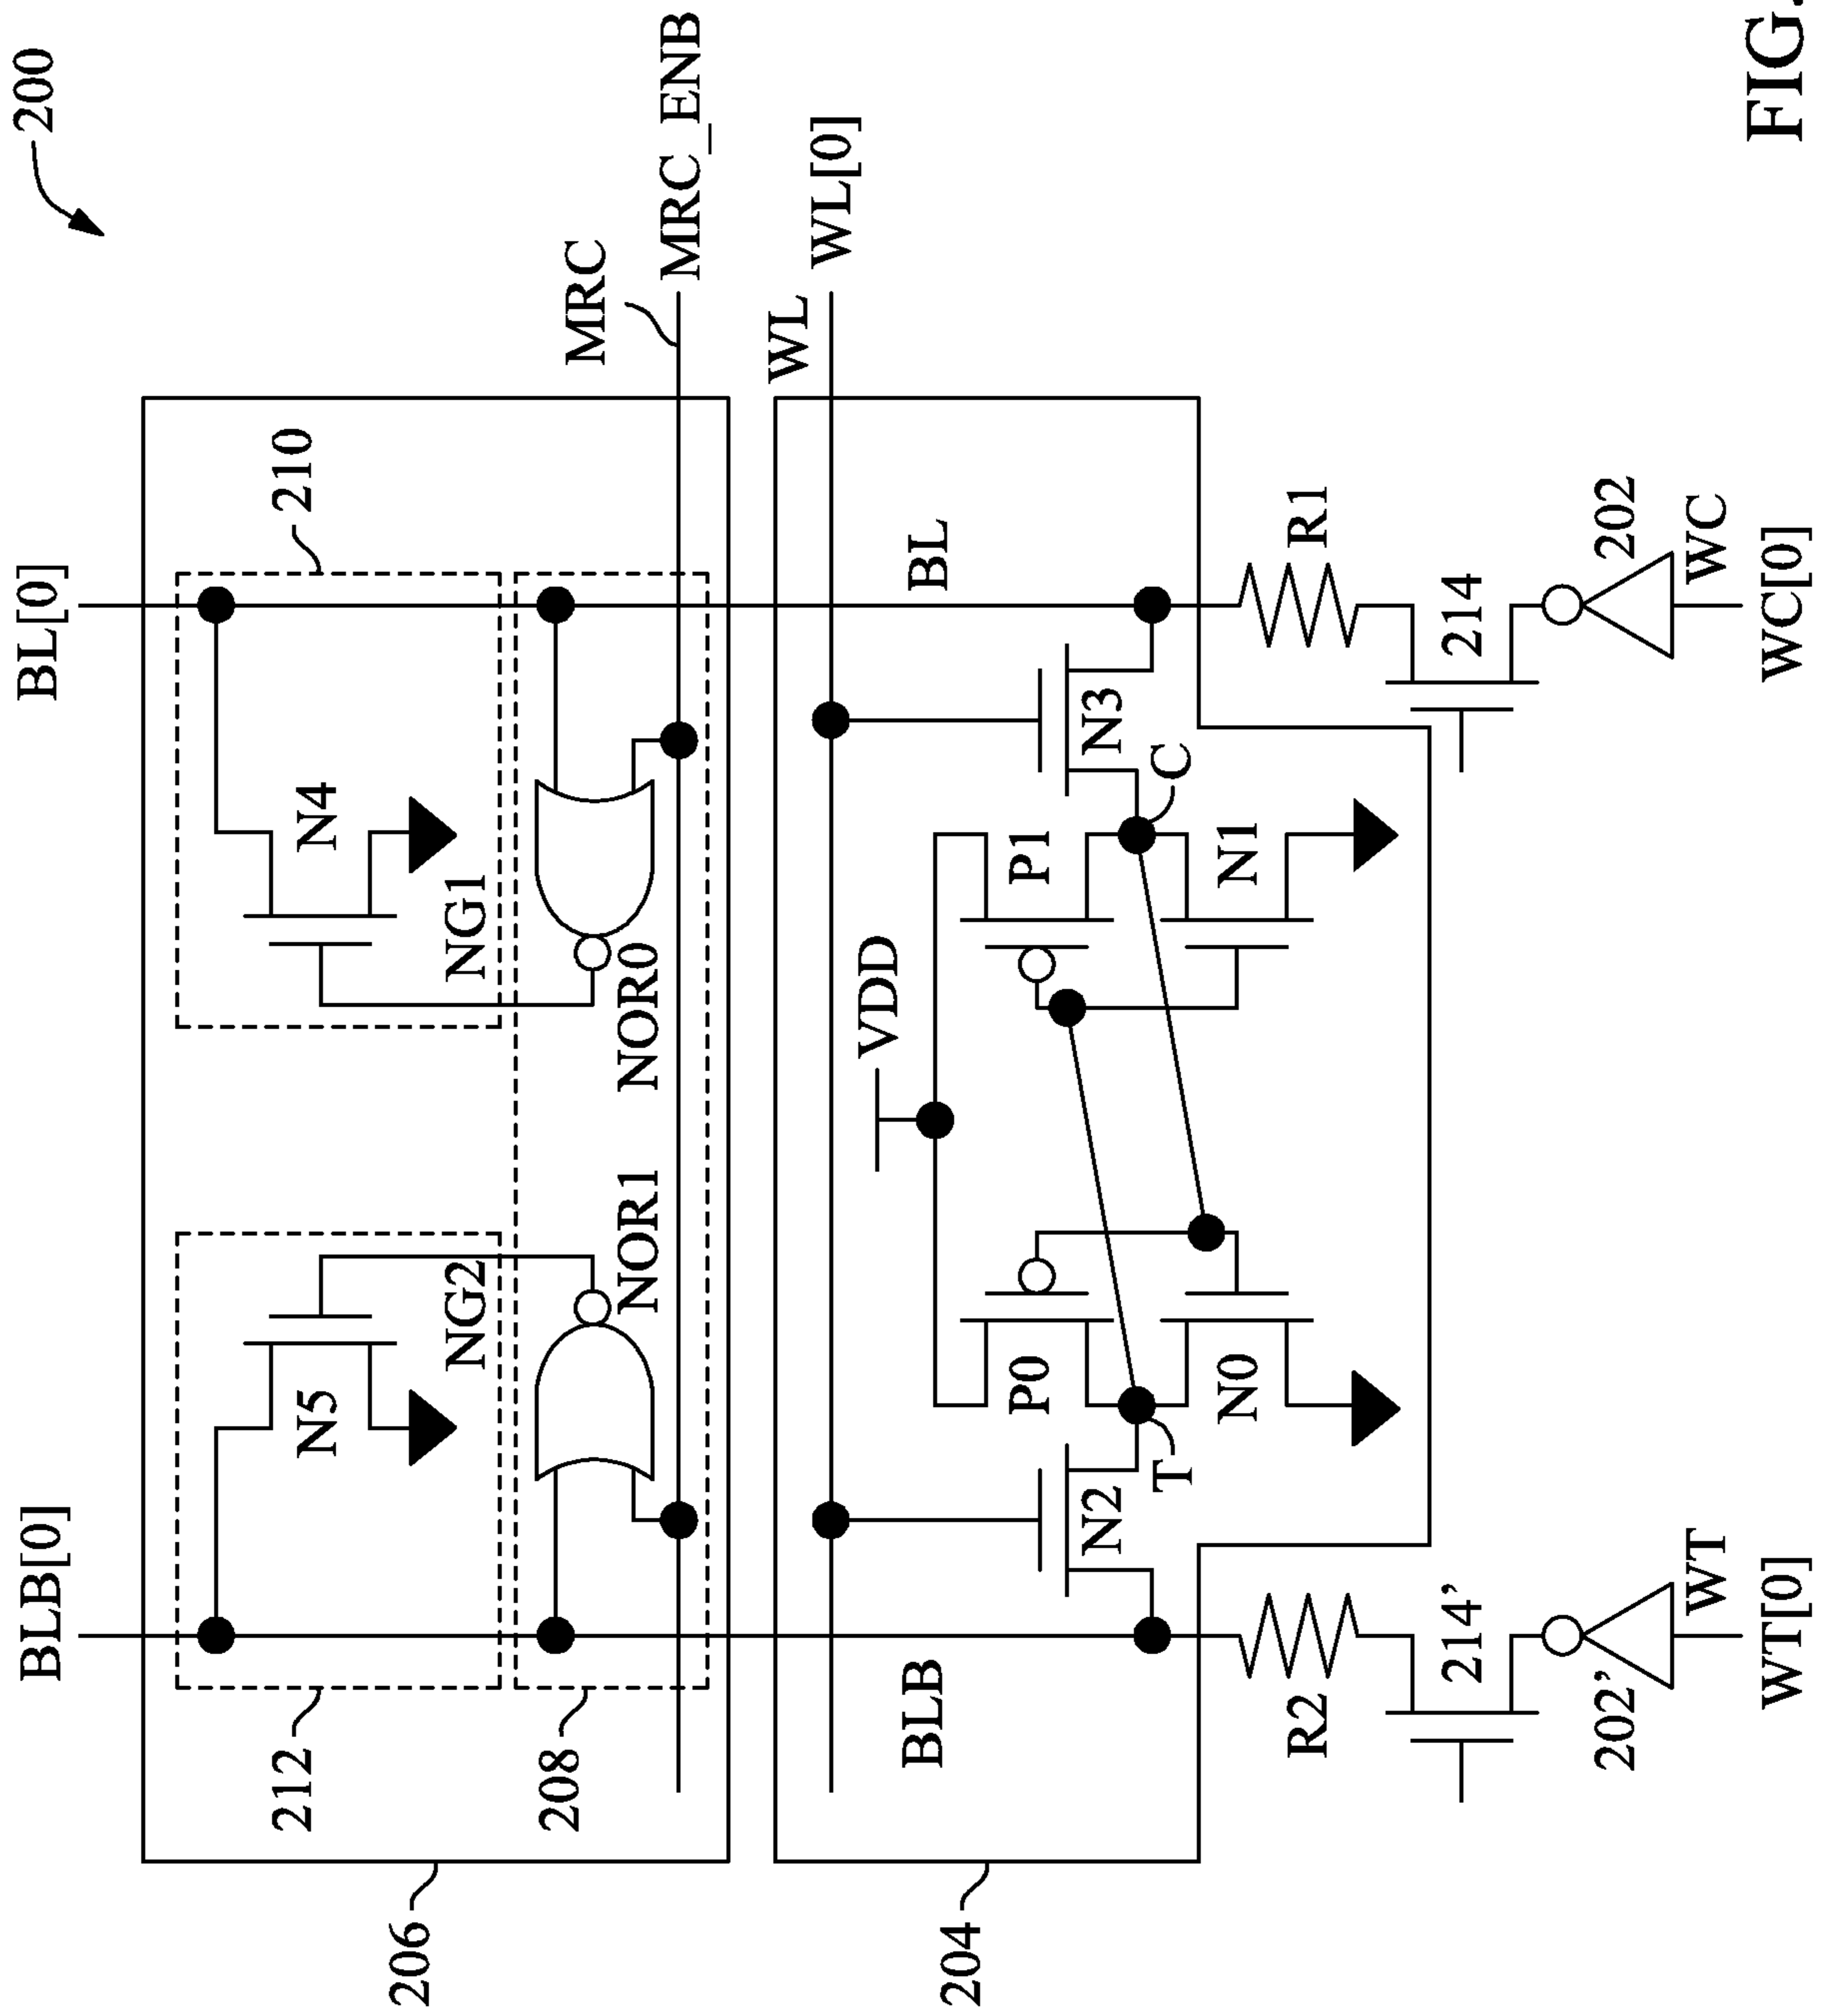 200
BLB[0]
BL[0]
212
N5
NG2
210
N4
NG1
208
NOR1
NOR0
MRC
MRC_ENB
206
WL
WL[0]
BLB
BL
VDD
P0
P1
N2
N3
T
C
N0
N1
204
R2
R1
214'
214
202'
202
WT
WC
WT[0]
WC[0]
FIG.